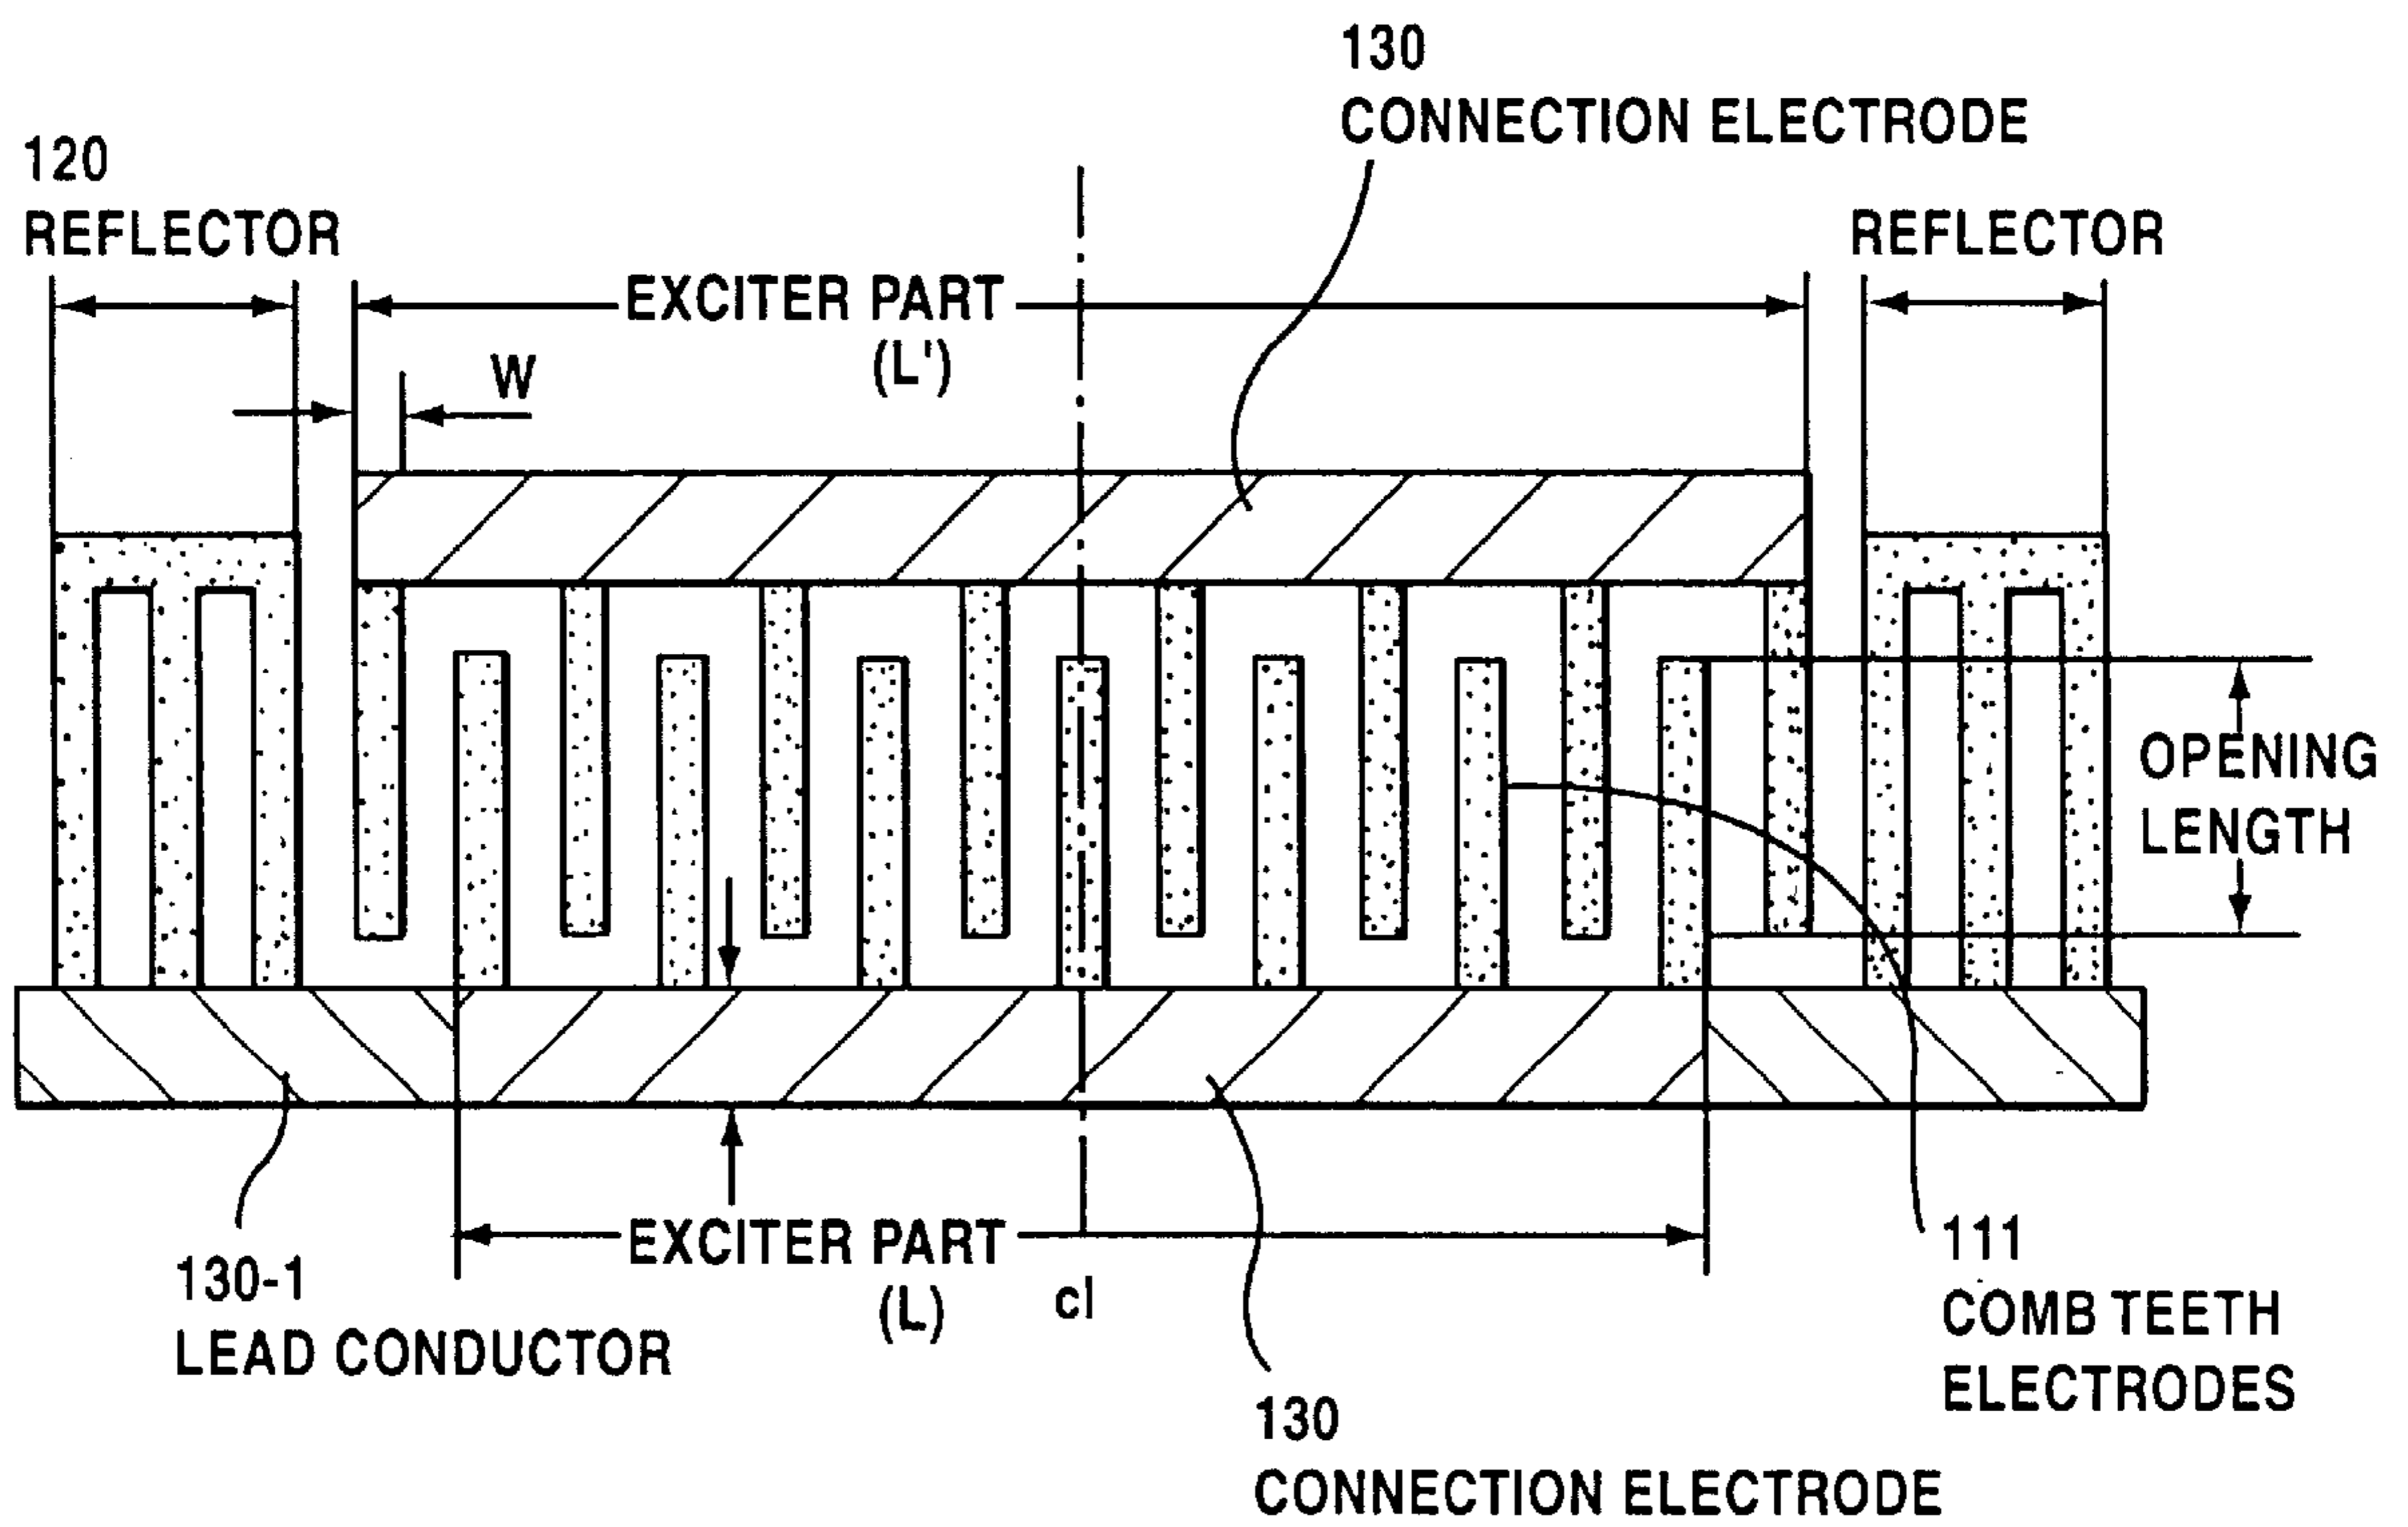 130
CONNECTION ELECTRODE
120
REFLECTOR
REFLECTOR
EXCITER PART
(L')
W
OPENING
LENGTH
EXCITER PART
(L)
cl
130-1
LEAD CONDUCTOR
111
COMB TEETH
ELECTRODES
130
CONNECTION ELECTRODE